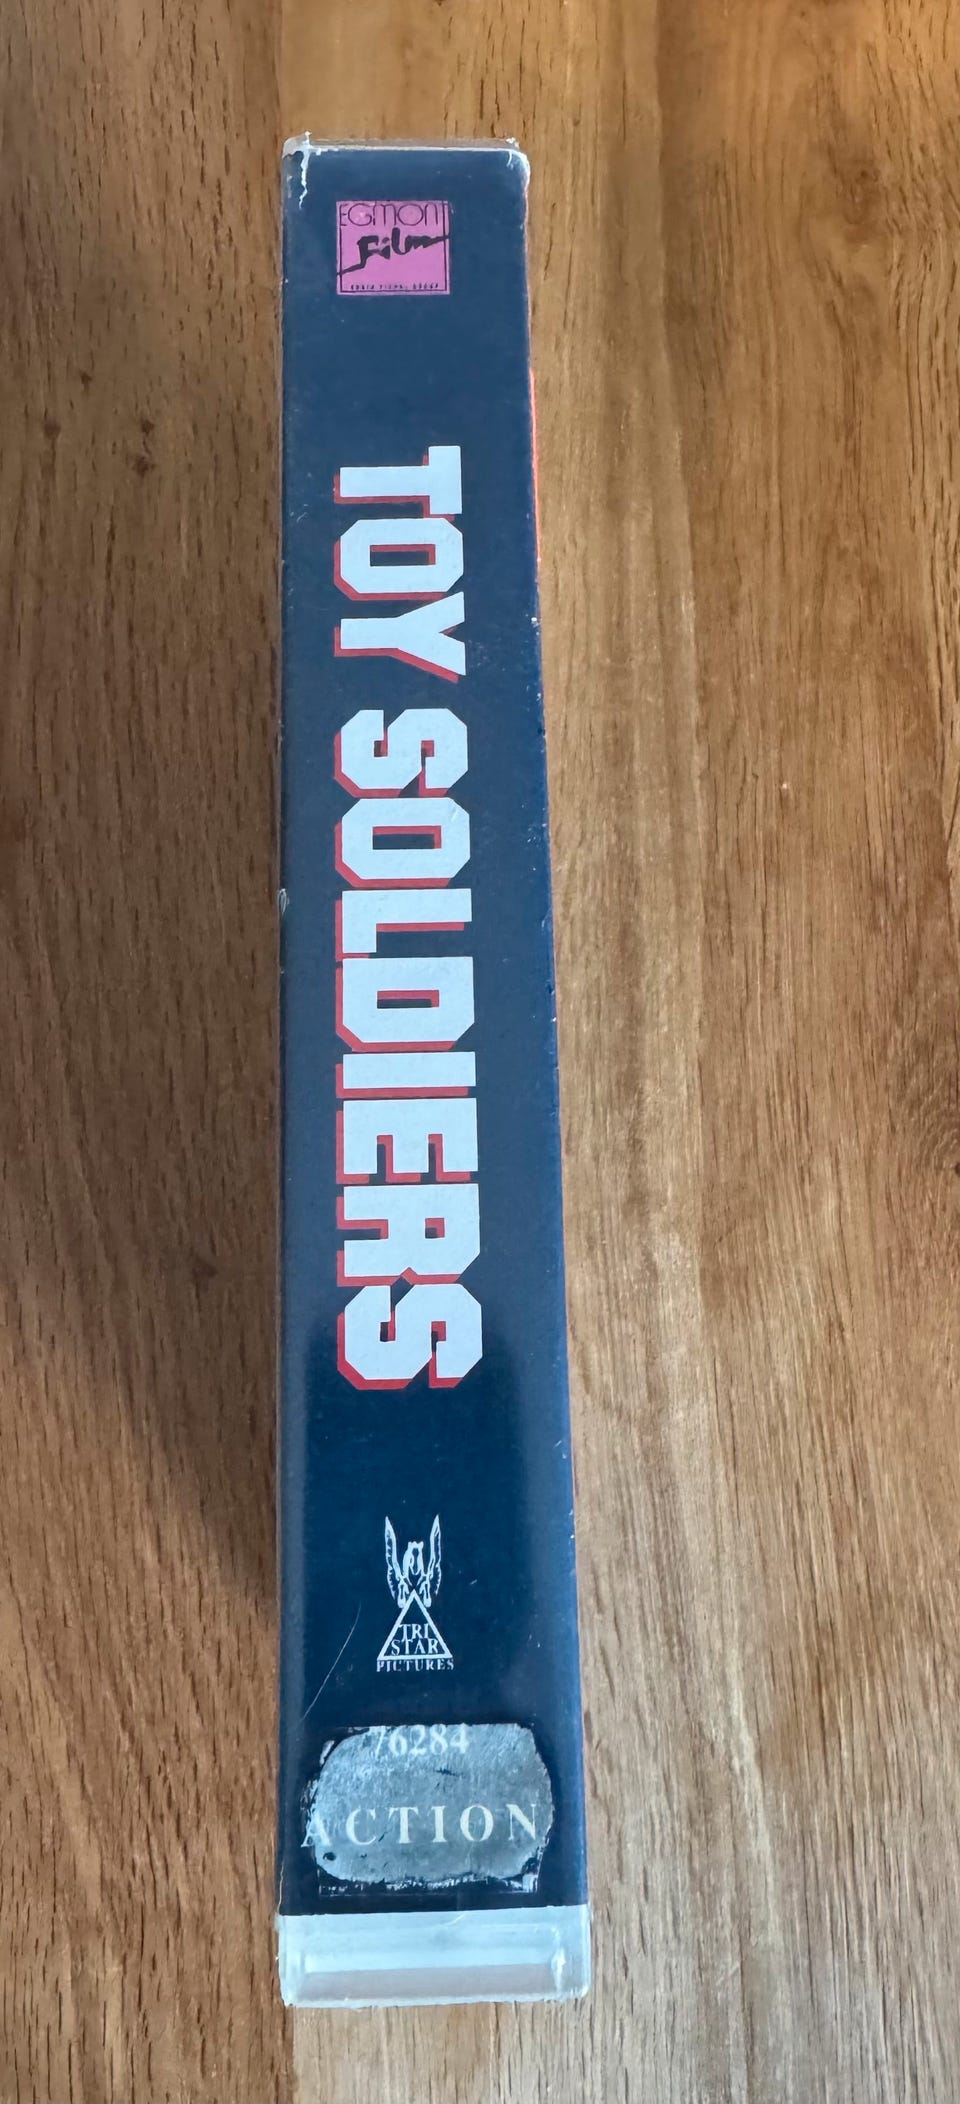 EGMONT
Film
TOY SOLDIERS
TRI
STAR
PICTURES
76284
ACTION